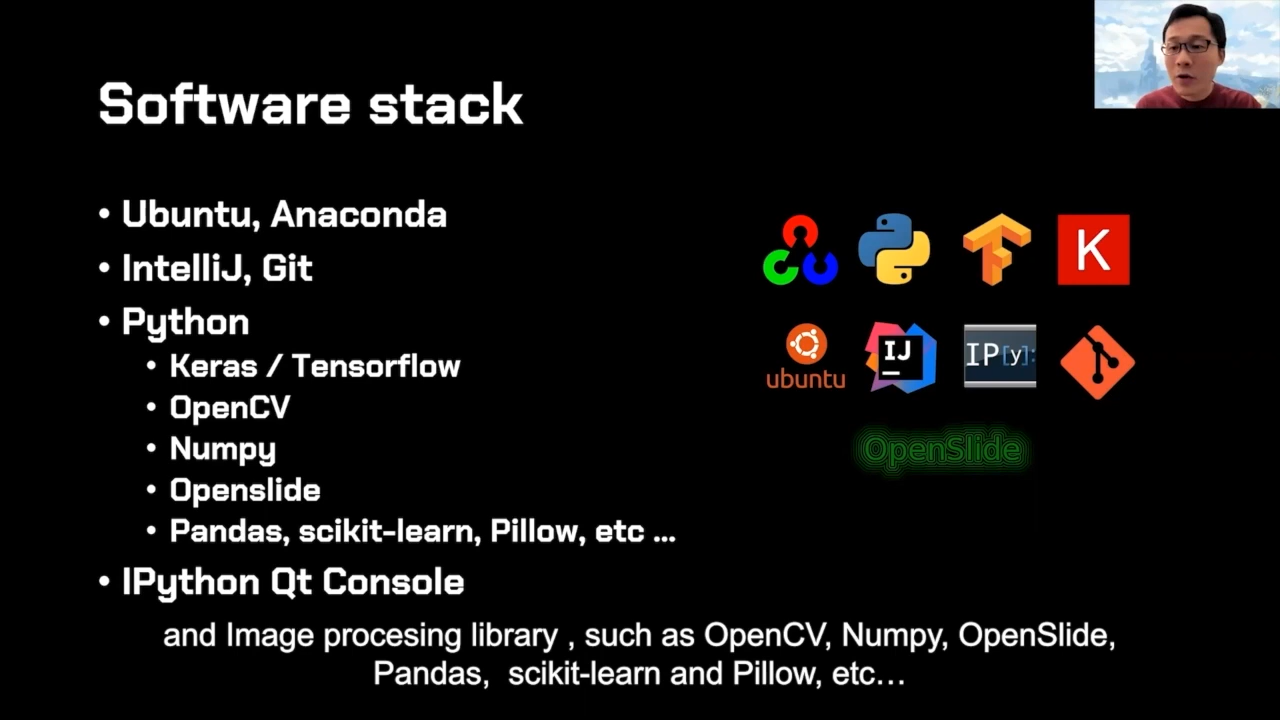 Software stack
• Ubuntu, Anaconda
• IntelliJ, Git
• Python
• Keras / Tensorflow
• OpenCV
• Numpy
• Openslide
• Pandas, scikit-learn, Pillow, etc ...
• IPython Qt Console
K
ubuntu
IJ
IP[y]:
OpenSlide
and Image procesing library , such as OpenCV, Numpy, OpenSlide,
Pandas,  scikit-learn and Pillow, etc…